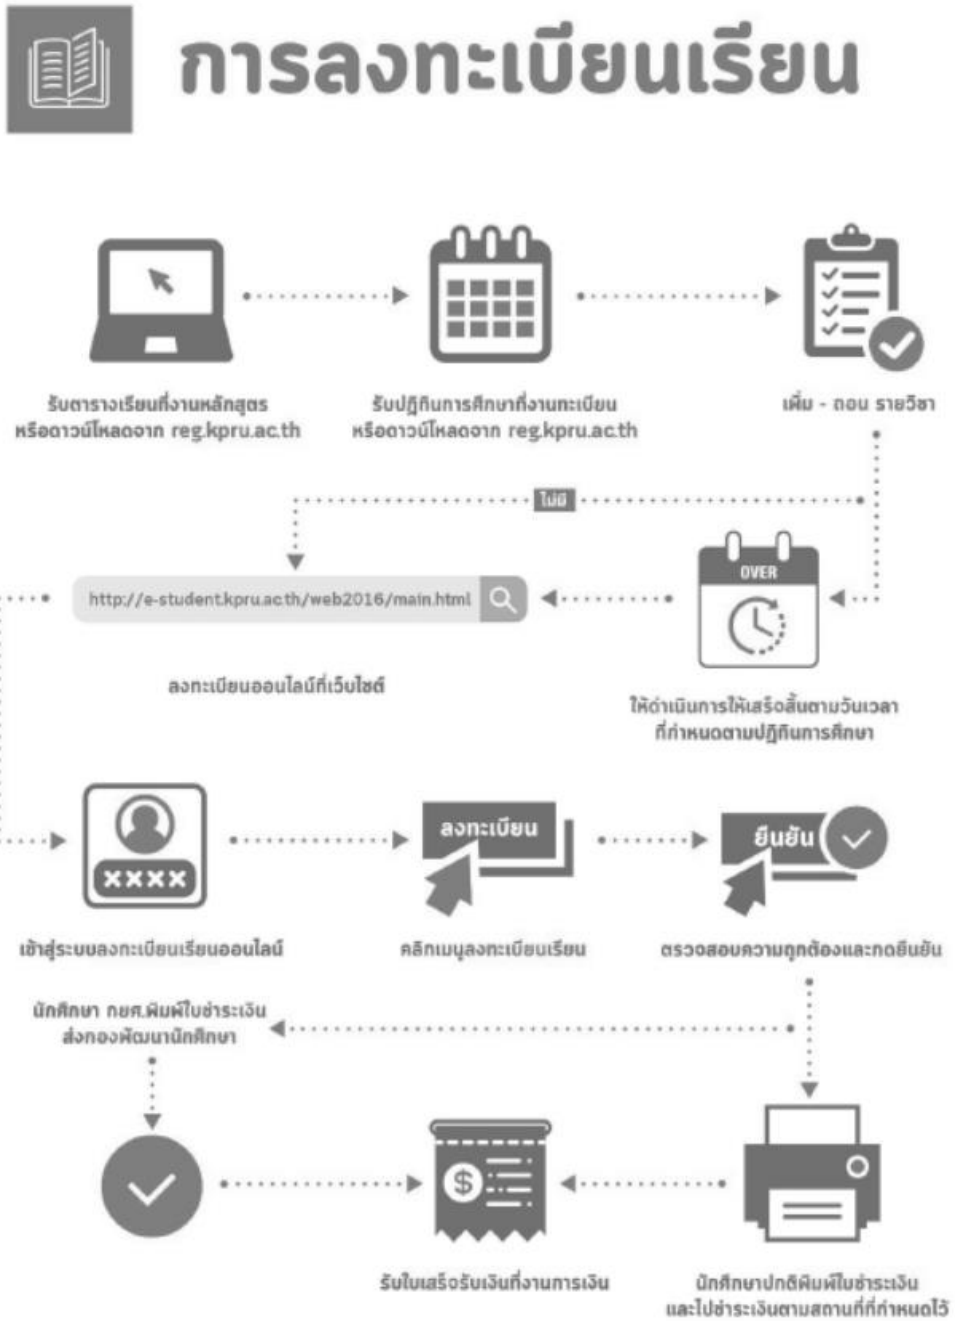 การลงทะเบียนเรียน
รับตารางเรียนที่งานหลักสูตร
หรือดาวน์โหลดจาก reg.kpru.ac.th
รับปฏิทินการศึกษาที่งานทะเบียน
หรือดาวน์โหลดจาก reg.kpru.ac.th
เพิ่ม - ถอน รายวิชา
ไม่มี
OVER
http://e-student.kpru.ac.th/web2016/main.html
ลงทะเบียนออนไลน์ที่เว็บไซต์
ให้ดำเนินการให้เสร็จสิ้นตามวันเวลา
ที่กำหนดตามปฏิทินการศึกษา
xxxx
ลงทะเบียน
ยืนยัน
เข้าสู่ระบบลงทะเบียนเรียนออนไลน์
คลิกเมนูลงทะเบียนเรียน
ตรวจสอบความถูกต้องและกดยืนยัน
นักศึกษา กยศ.พิมพ์ใบชำระเงิน
ส่งกองพัฒนานักศึกษา
$
รับใบเสร็จรับเงินที่งานการเงิน
นักศึกษาปกติพิมพ์ใบชำระเงิน
และไปชำระเงินตามสถานที่ที่กำหนดไว้